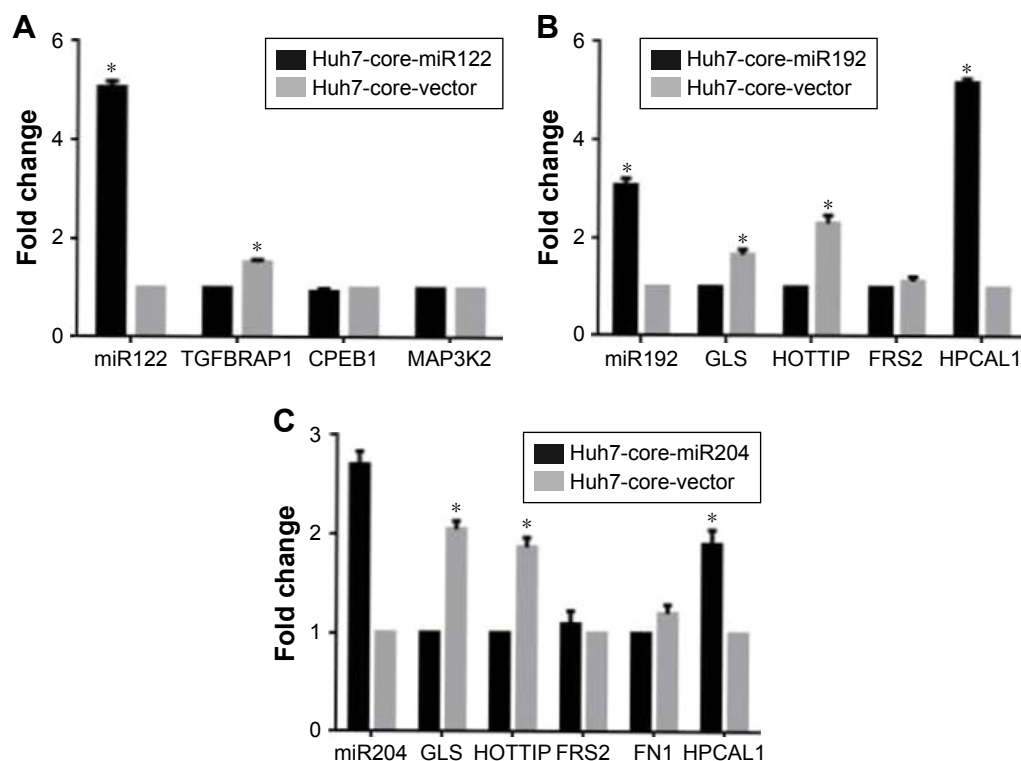 A
Fold change
6
4
2
0
*
*
Huh7-core-miR122
Huh7-core-vector
miR122 TGFBRAP1 CPEB1 MAP3K2
B
Fold change
6
4
2
0
*
*
*
*
Huh7-core-miR192
Huh7-core-vector
miR192 GLS HOTTIP FRS2 HPCAL1
C
Fold change
3
2
1
0
*
*
*
Huh7-core-miR204
Huh7-core-vector
miR204 GLS HOTTIP FRS2 FN1 HPCAL1